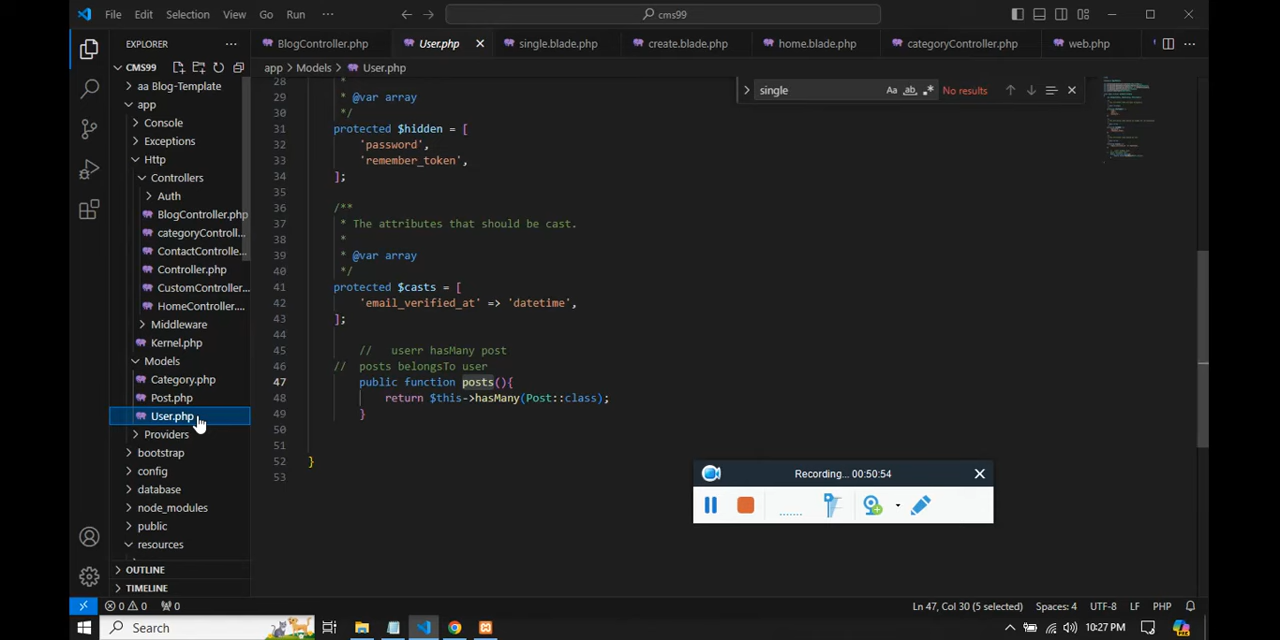 File Edit Selection View Go Run ··· cms99
EXPLORER ···
BlogController.php User.php single.blade.php create.blade.php home.blade.php categoryController.php web.php ···
CMS99
app > Models > User.php
aa Blog-Template
app
Console
Exceptions
Http
Controllers
Auth
BlogController.php
categoryControll...
ContactControlle...
Controller.php
CustomController...
HomeController....
Middleware
Kernel.php
Models
Category.php
Post.php
User.php
Providers
bootstrap
config
database
node_modules
public
resources
OUTLINE
TIMELINE
single Aa ab .* No results
28 *
29 * @var array
30 */
31 protected $hidden = [
32 'password',
33 'remember_token',
34 ];
35
36 /**
37 * The attributes that should be cast.
38 *
39 * @var array
40 */
41 protected $casts = [
42 'email_verified_at' => 'datetime',
43 ];
44
45 // userr hasMany post
46 // posts belongsTo user
47 public function posts(){
48 return $this->hasMany(Post::class);
49 }
50
51
52 }
53
Recording... 00:50:54
0 0 0 Ln 47, Col 30 (5 selected) Spaces: 4 UTF-8 LF PHP
Search 10:27 PM